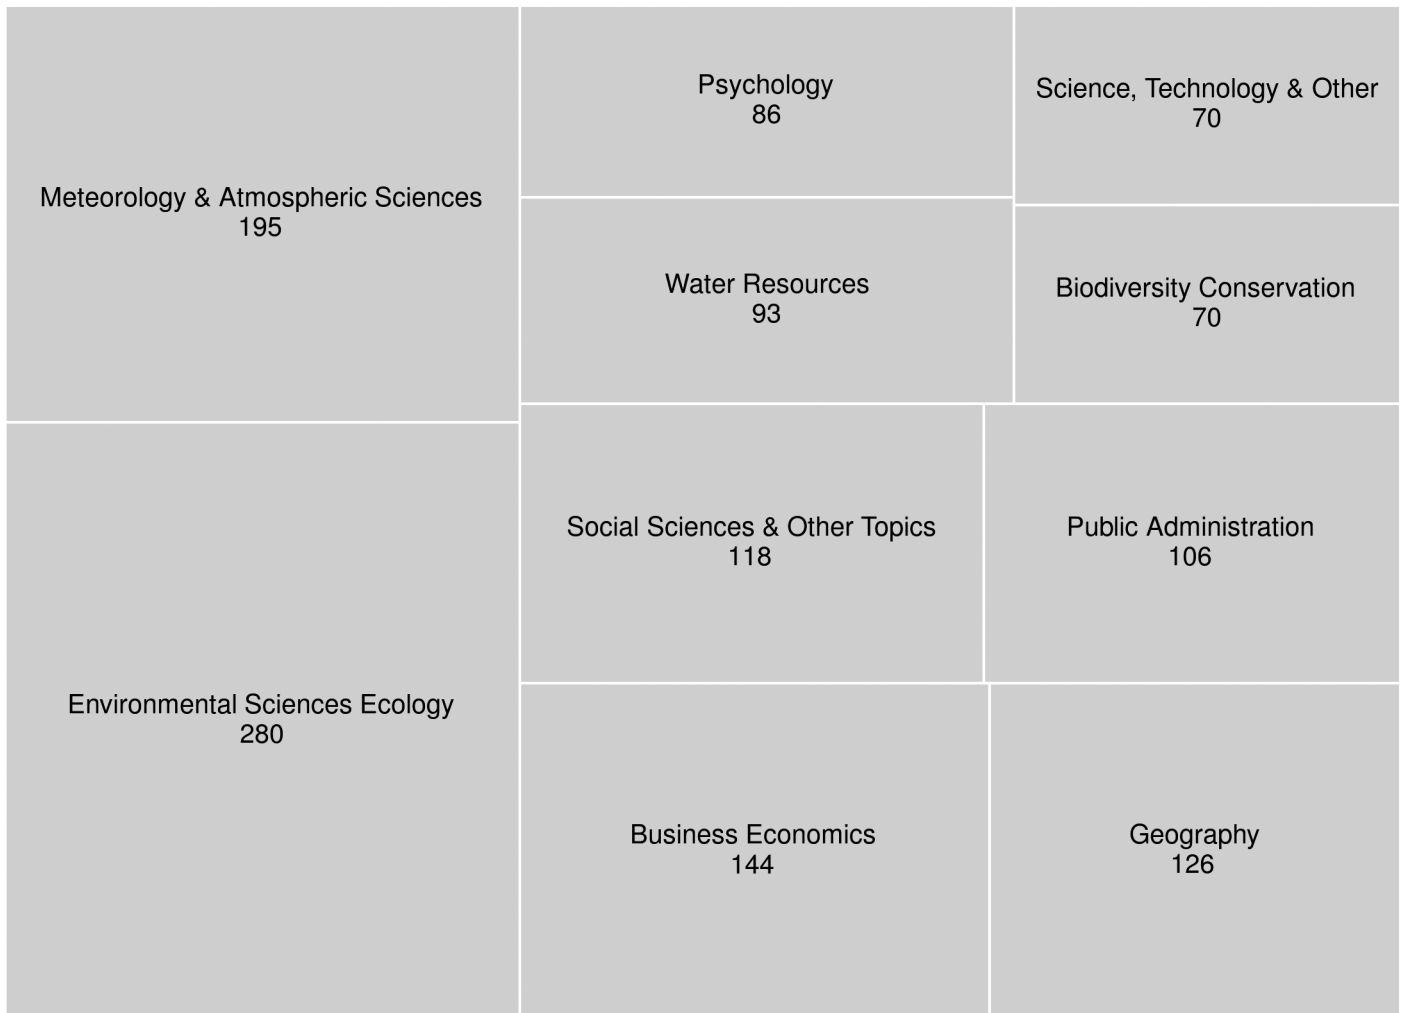 Meteorology & Atmospheric Sciences
195
Environmental Sciences Ecology
280
Psychology
86
Water Resources
93
Science, Technology & Other
70
Biodiversity Conservation
70
Social Sciences & Other Topics
118
Public Administration
106
Business Economics
144
Geography
126